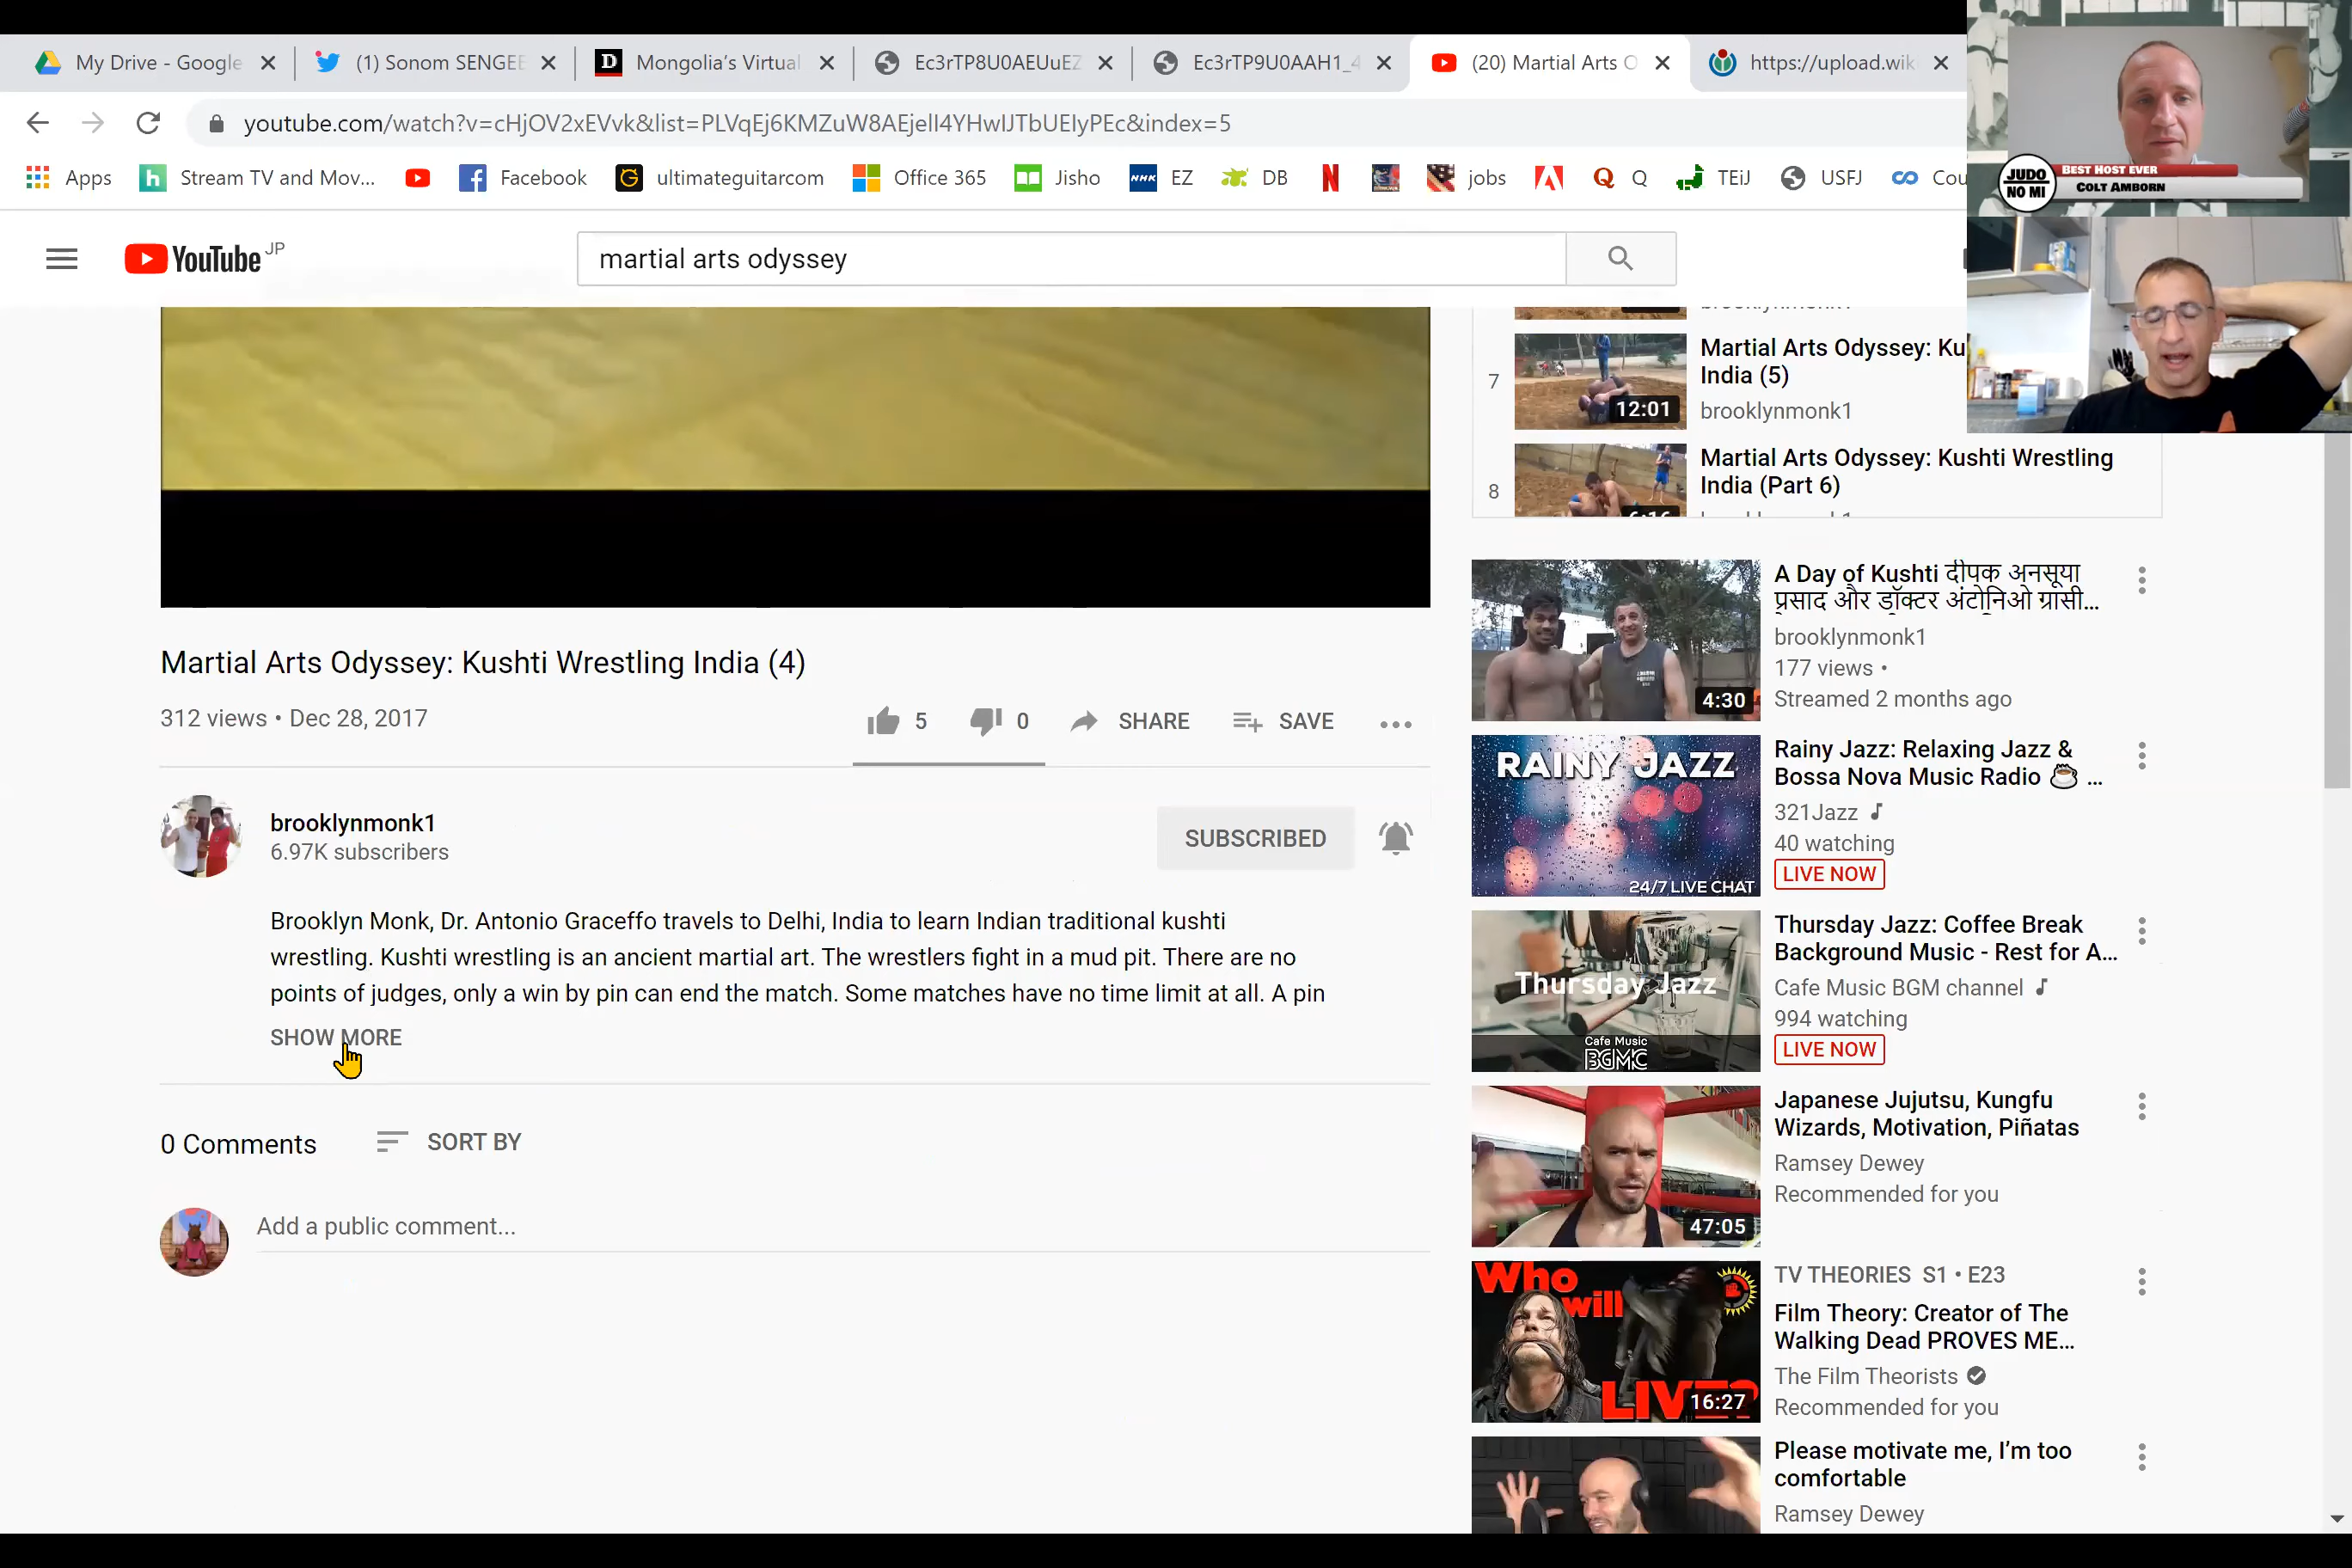 My Drive - Google
(1) Sonom SENGEE
Mongolia's Virtual
Ec3rTP8U0AEUuEZ
Ec3rTP9U0AAH1_4
(20) Martial Arts O
https://upload.wik
youtube.com/watch?v=cHjOV2xEVvk&list=PLVqEj6KMZuW8AEjelI4YHwIJTbUEIyPEc&index=5
Apps
Stream TV and Mov...
Facebook
ultimateguitarcom
Office 365
Jisho
NHK
EZ
DB
jobs
Q
TEiJ
USFJ
Cou
JUDO
NO MI
BEST HOST EVER
COLT AMBORN
YouTube JP
martial arts odyssey
7
12:01
Martial Arts Odyssey: Ku
India (5)
brooklynmonk1
8
Martial Arts Odyssey: Kushti Wrestling
India (Part 6)
Martial Arts Odyssey: Kushti Wrestling India (4)
312 views • Dec 28, 2017
5
0
SHARE
SAVE
brooklynmonk1
6.97K subscribers
SUBSCRIBED
Brooklyn Monk, Dr. Antonio Graceffo travels to Delhi, India to learn Indian traditional kushti
wrestling. Kushti wrestling is an ancient martial art. The wrestlers fight in a mud pit. There are no
points of judges, only a win by pin can end the match. Some matches have no time limit at all. A pin
SHOW MORE
0 Comments
SORT BY
Add a public comment...
4:30
A Day of Kushti दीपक अनसूया
प्रसाद और डॉक्टर अंटोनिओ ग्रासी...
brooklynmonk1
177 views •
Streamed 2 months ago
RAINY JAZZ
24/7 LIVE CHAT
Rainy Jazz: Relaxing Jazz &
Bossa Nova Music Radio ☕ ...
321Jazz
40 watching
LIVE NOW
Thursday Jazz
Cafe Music
BGMC
Thursday Jazz: Coffee Break
Background Music - Rest for A...
Cafe Music BGM channel
994 watching
LIVE NOW
47:05
Japanese Jujutsu, Kungfu
Wizards, Motivation, Piñatas
Ramsey Dewey
Recommended for you
Who
will
LIVE?
16:27
TV THEORIES S1 • E23
Film Theory: Creator of The
Walking Dead PROVES ME...
The Film Theorists
Recommended for you
Please motivate me, I'm too
comfortable
Ramsey Dewey